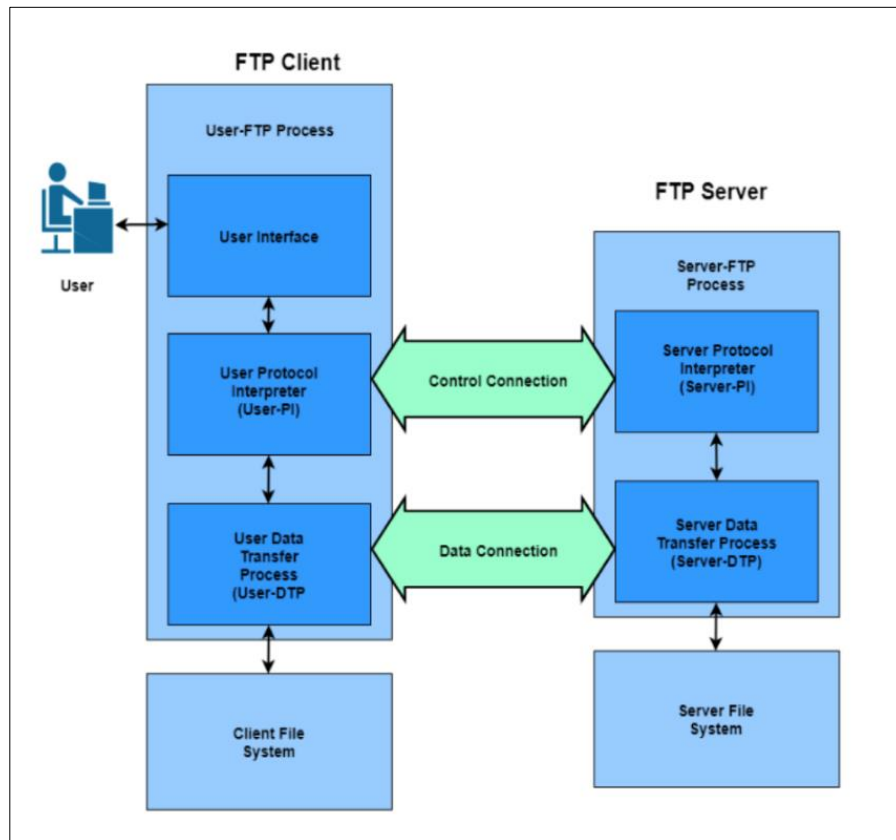 FTP Client
User-FTP Process
User Interface
User
User Protocol
Interpreter
(User-PI)
User Data
Transfer
Process
(User-DTP
Client File
System
Control Connection
Data Connection
FTP Server
Server-FTP
Process
Server Protocol
Interpreter
(Server-PI)
Server Data
Transfer Process
(Server-DTP)
Server File
System